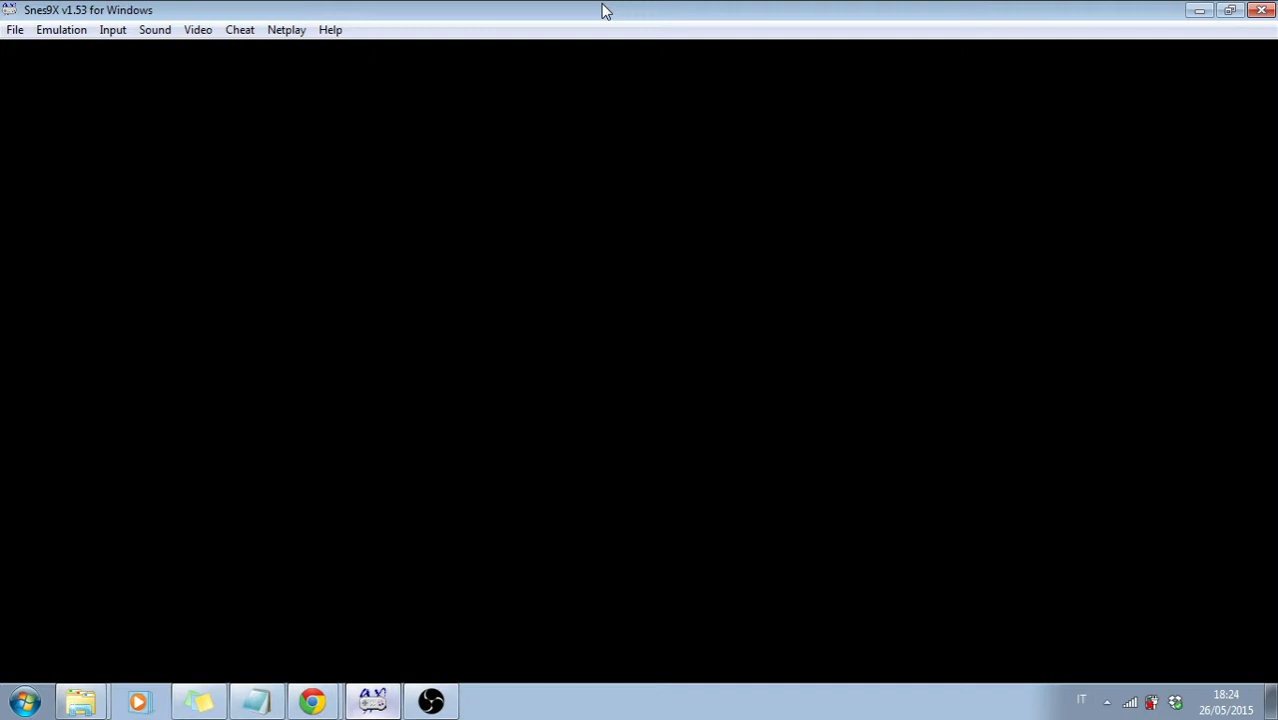 Snes9X v1.53 for Windows
File Emulation Input Sound Video Cheat Netplay Help
IT
18:24
26/05/2015